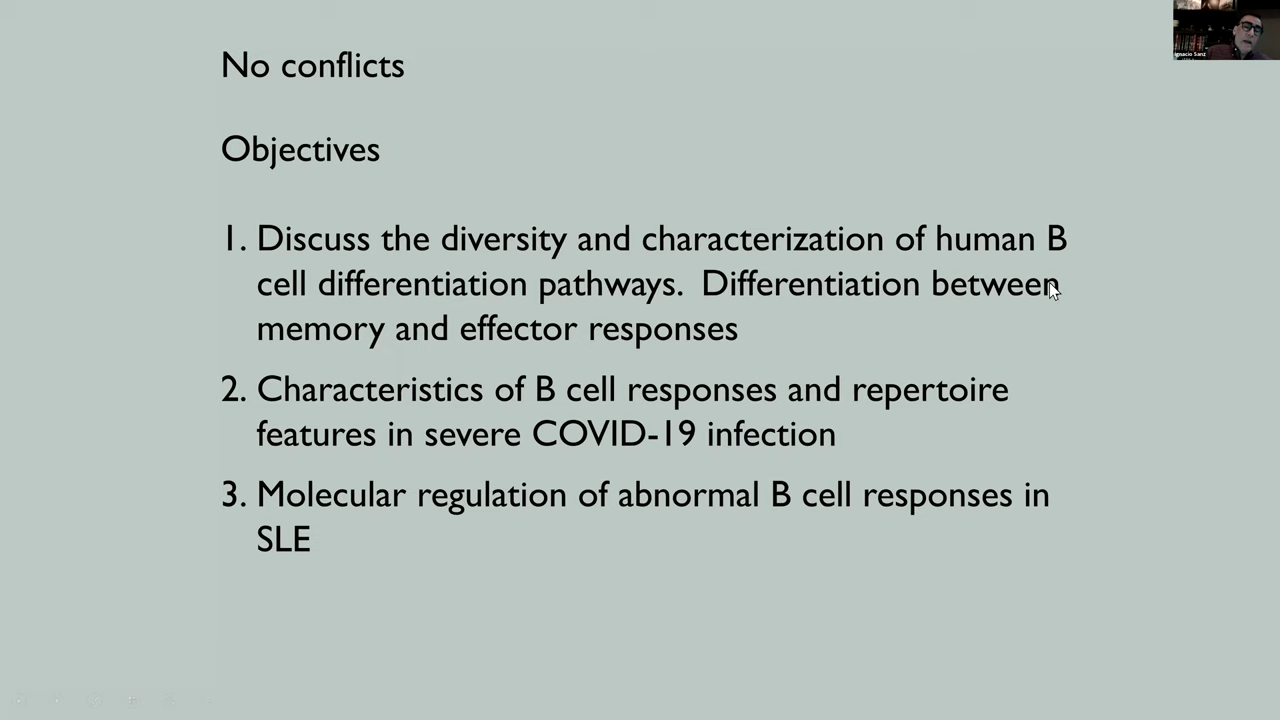 Ignacio Sanz
No conflicts
Objectives
1. Discuss the diversity and characterization of human B
cell differentiation pathways.  Differentiation between
memory and effector responses
2. Characteristics of B cell responses and repertoire
features in severe COVID-19 infection
3. Molecular regulation of abnormal B cell responses in
SLE